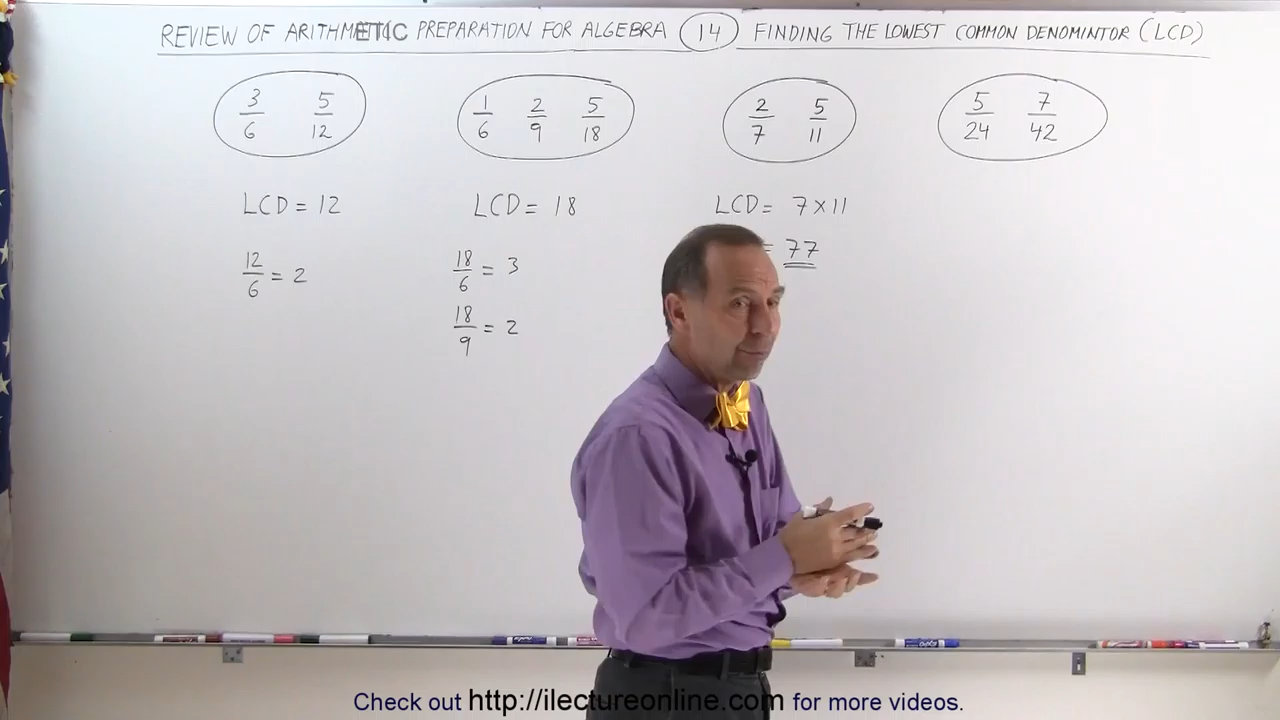 REVIEW OF ARITHMETIC PREPARATION FOR ALGEBRA 14 FINDING THE LOWEST COMMON DENOMINTOR (LCD)
3/6 5/12
1/6 2/9 5/18
2/7 5/11
5/24 7/42
LCD = 12
12/6 = 2
LCD = 18
18/6 = 3
18/9 = 2
LCD = 7 × 11
= 77
Check out http://ilectureonline.com for more videos.